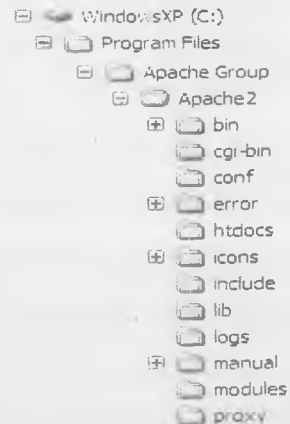 WindowsXP (C:)
Program Files
Apache Group
Apache2
bin
cgi-bin
conf
error
htdocs
icons
include
lib
logs
manual
modules
proxy